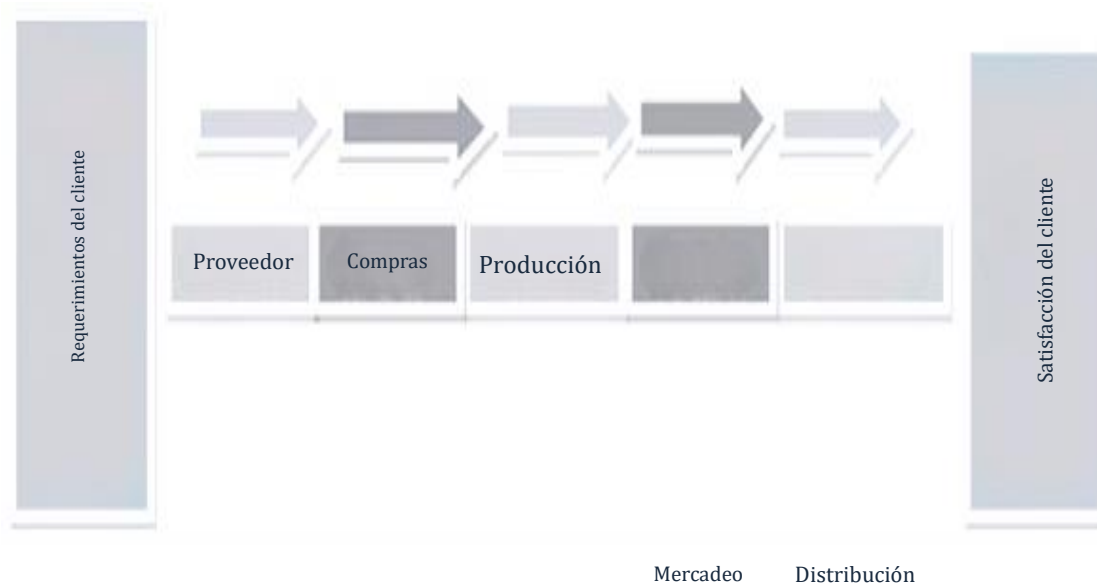 Requerimientos del cliente
Proveedor
Compras
Producción
Satisfacción del cliente
Mercadeo
Distribución